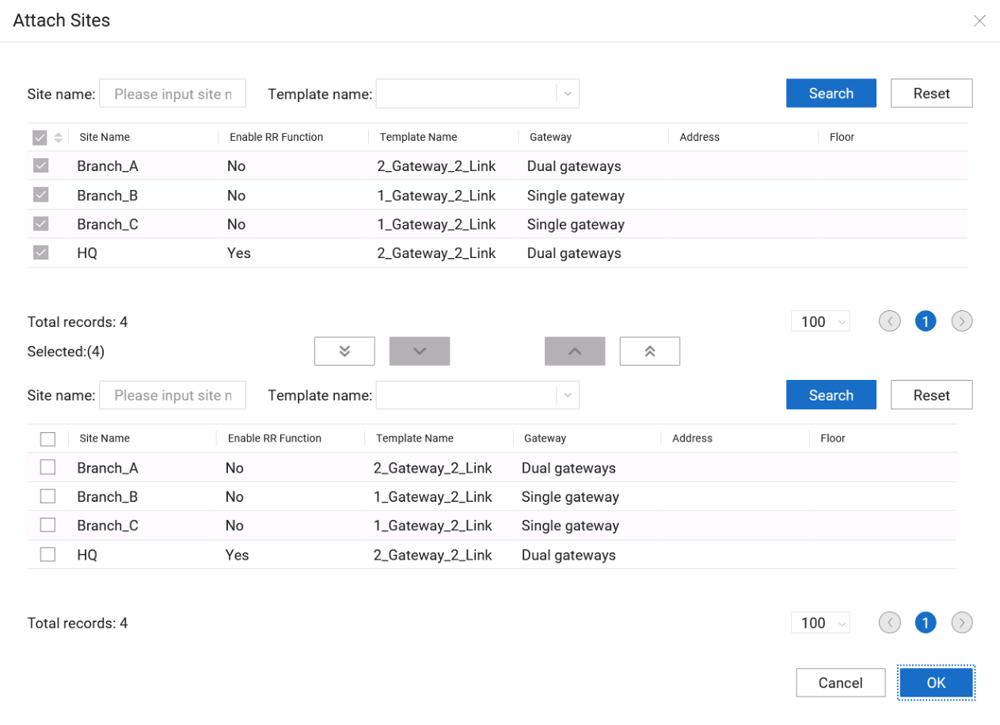 Attach Sites
Site name: Please input site n Template name: Search Reset
Site Name Enable RR Function Template Name Gateway Address Floor
Branch_A No 2_Gateway_2_Link Dual gateways
Branch_B No 1_Gateway_2_Link Single gateway
Branch_C No 1_Gateway_2_Link Single gateway
HQ Yes 2_Gateway_2_Link Dual gateways
Total records: 4 100 1
Selected:(4)
Site name: Please input site n Template name: Search Reset
Site Name Enable RR Function Template Name Gateway Address Floor
Branch_A No 2_Gateway_2_Link Dual gateways
Branch_B No 1_Gateway_2_Link Single gateway
Branch_C No 1_Gateway_2_Link Single gateway
HQ Yes 2_Gateway_2_Link Dual gateways
Total records: 4 100 1
Cancel OK